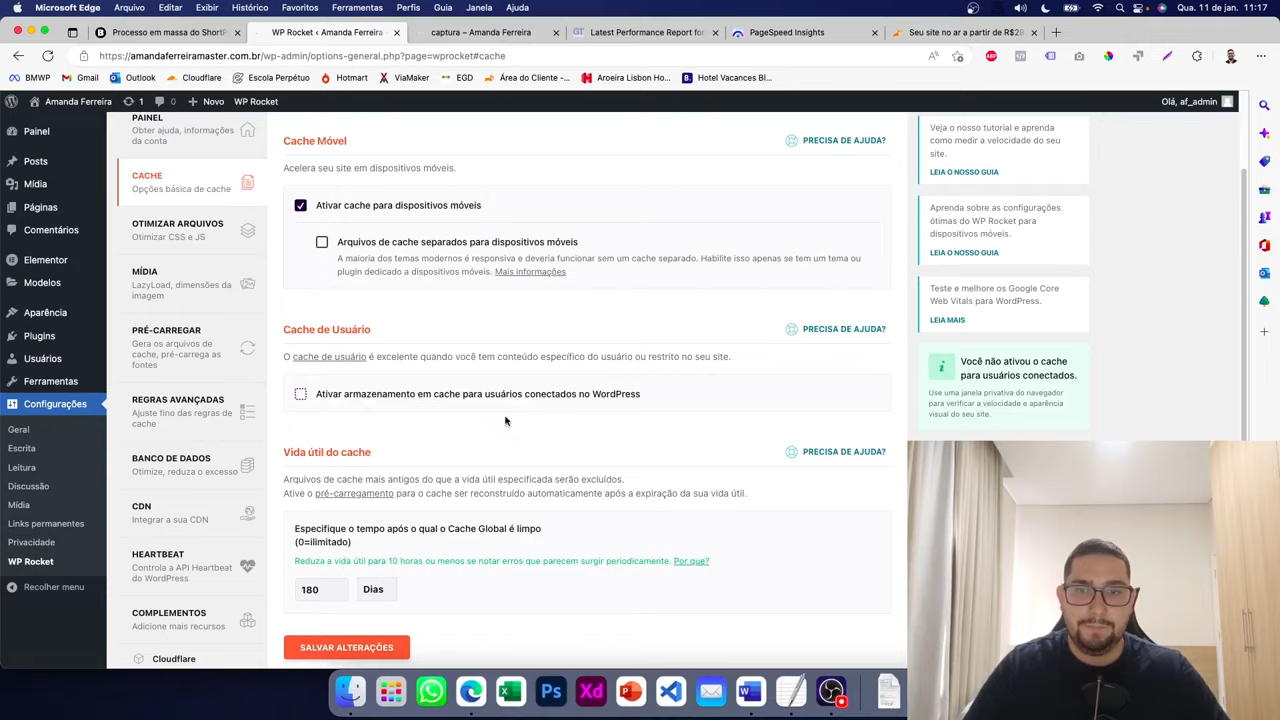 Microsoft Edge Arquivo Editar Exibir Histórico Favoritos Ferramentas Perfis Guia Janela Ajuda
Qua. 11 de jan. 11:17
Processo em massa do ShortP
WP Rocket ‹ Amanda Ferreira
captura – Amanda Ferreira
Latest Performance Report for
PageSpeed Insights
Seu site no ar a partir de R$29
https://amandaferreiramaster.com.br/wp-admin/options-general.php?page=wprocket#cache
BMWP Gmail Outlook Cloudflare Escola Perpétuo Hotmart ViaMaker EGD Área do Cliente -... Aroeira Lisbon Ho... Hotel Vacances Bl...
Amanda Ferreira 1 0 Novo WP Rocket
Olá, af_admin
Painel
Posts
Mídia
Páginas
Comentários
Elementor
Modelos
Aparência
Plugins
Usuários
Ferramentas
Configurações
Geral
Escrita
Leitura
Discussão
Mídia
Links permanentes
Privacidade
WP Rocket
Recolher menu
PAINEL
Obter ajuda, informações
da conta
CACHE
Opções básica de cache
OTIMIZAR ARQUIVOS
Otimizar CSS e JS
MÍDIA
LazyLoad, dimensões da
imagem
PRÉ-CARREGAR
Gera os arquivos de
cache, pré-carrega as
fontes
REGRAS AVANÇADAS
Ajuste fino das regras de
cache
BANCO DE DADOS
Otimize, reduza o excesso
CDN
Integrar a sua CDN
HEARTBEAT
Controla a API Heartbeat
do WordPress
COMPLEMENTOS
Adicione mais recursos
Cloudflare
Cache Móvel
PRECISA DE AJUDA?
Acelera seu site em dispositivos móveis.
Ativar cache para dispositivos móveis
Arquivos de cache separados para dispositivos móveis
A maioria dos temas modernos é responsiva e deveria funcionar sem um cache separado. Habilite isso apenas se tem um tema ou
plugin dedicado a dispositivos móveis. Mais informações
Cache de Usuário
PRECISA DE AJUDA?
O cache de usuário é excelente quando você tem conteúdo específico do usuário ou restrito no seu site.
Ativar armazenamento em cache para usuários conectados no WordPress
Vida útil do cache
PRECISA DE AJUDA?
Arquivos de cache mais antigos do que a vida útil especificada serão excluídos.
Ative o pré-carregamento para o cache ser reconstruído automaticamente após a expiração da sua vida útil.
Especifique o tempo após o qual o Cache Global é limpo
(0=ilimitado)
Reduza a vida útil para 10 horas ou menos se notar erros que parecem surgir periodicamente. Por que?
180 Dias
SALVAR ALTERAÇÕES
Veja o nosso tutorial e aprenda
como medir a velocidade do seu
site.
LEIA O NOSSO GUIA
Aprenda sobre as configurações
ótimas do WP Rocket para
dispositivos móveis.
LEIA O NOSSO GUIA
Teste e melhore os Google Core
Web Vitals para WordPress.
LEIA MAIS
Você não ativou o cache
para usuários conectados.
Use uma janela privativa do navegador
para verificar a velocidade e aparência
visual do seu site.